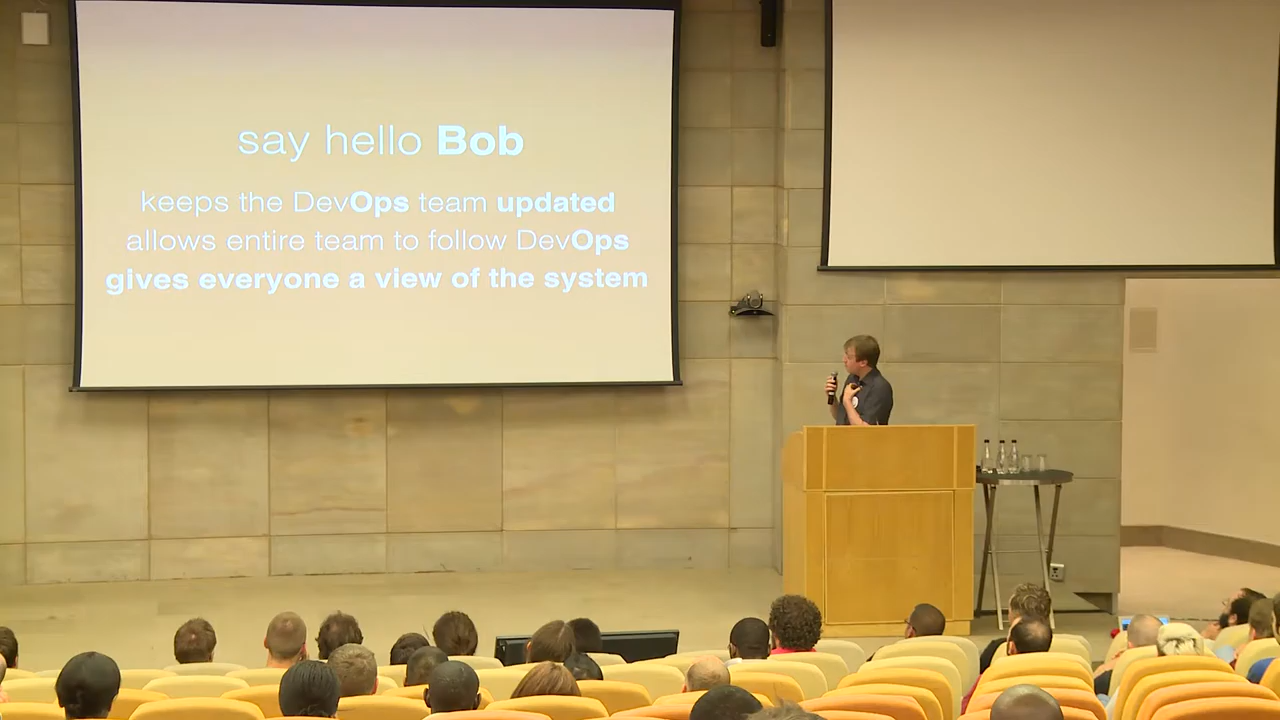 say hello Bob
keeps the DevOps team updated
allows entire team to follow DevOps
gives everyone a view of the system